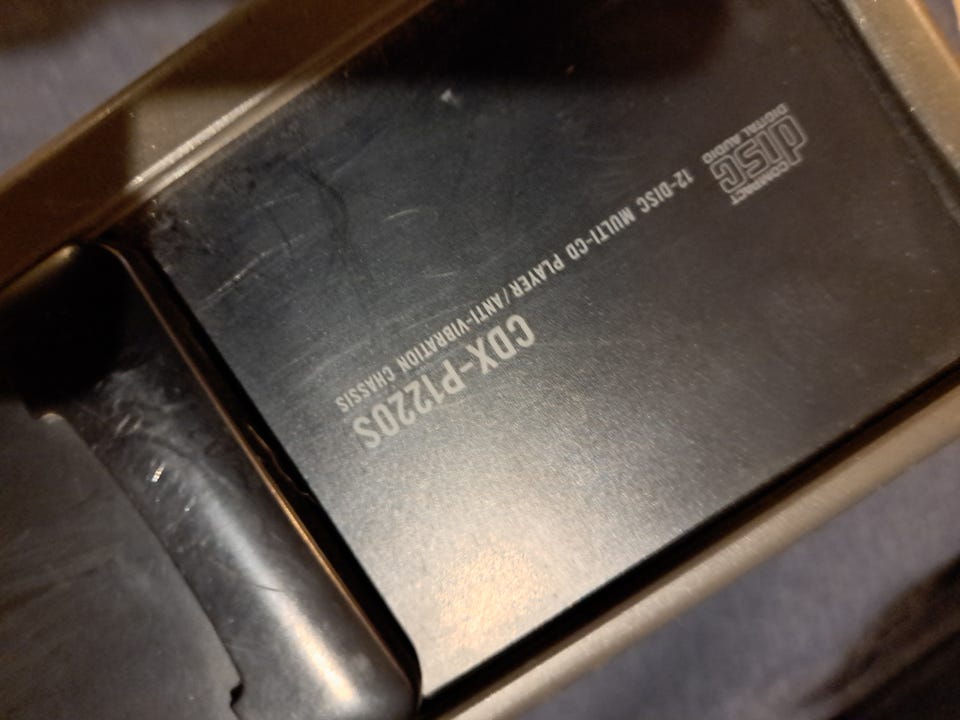 CDX-P1220S
12-DISC MULTI-CD PLAYER/ANTI-VIBRATION CHASSIS
COMPACT
disc
DIGITAL AUDIO